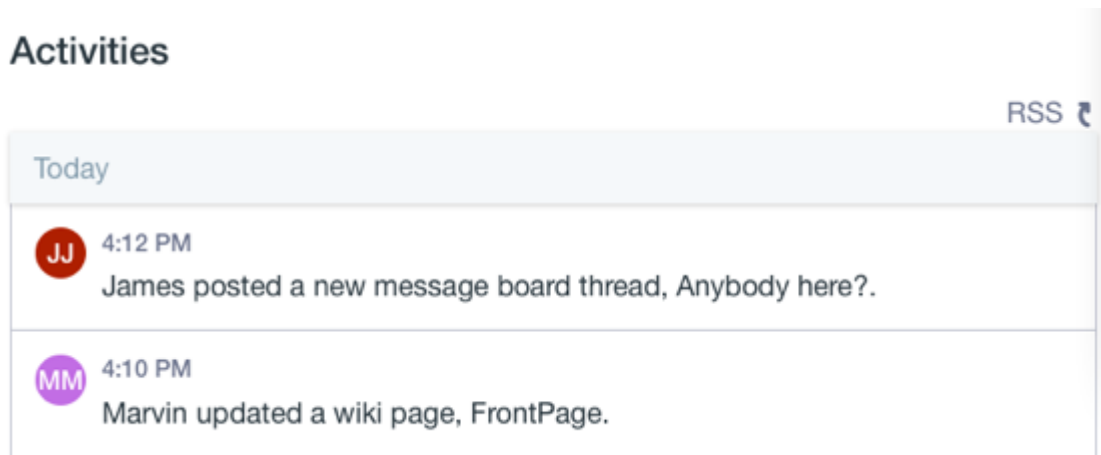 Activities
RSS
Today
JJ
4:12 PM
James posted a new message board thread, Anybody here?.
MM
4:10 PM
Marvin updated a wiki page, FrontPage.